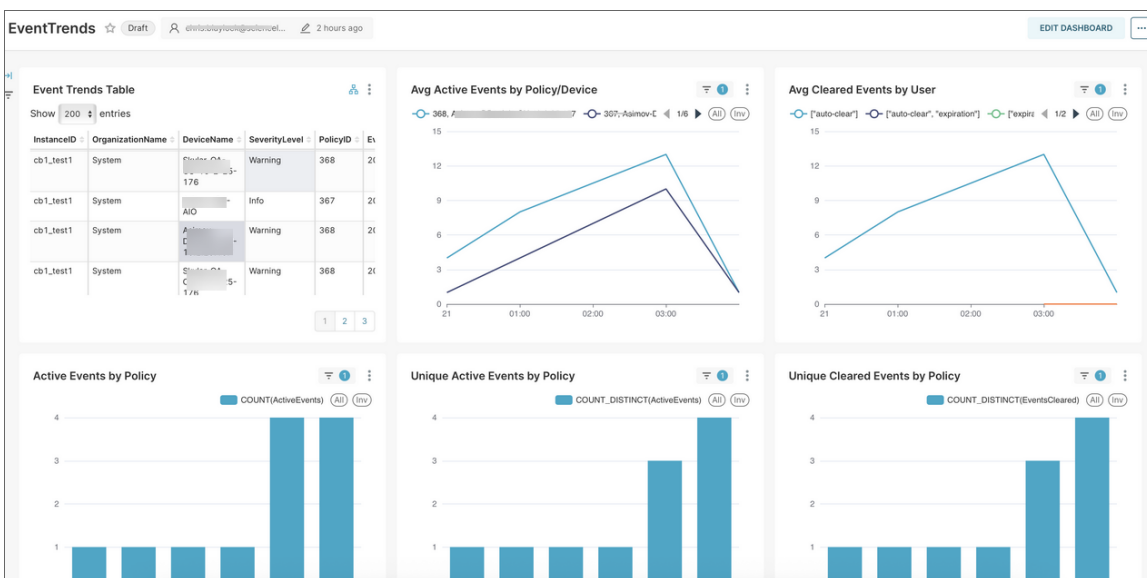 EventTrends Draft 2 hours ago EDIT DASHBOARD ...
Event Trends Table
Show 200 entries
InstanceID OrganizationName DeviceName SeverityLevel PolicyID Ev
cb1_test1 System Warning 368 20
176
cb1_test1 System Info 367 20
AIO
cb1_test1 System Warning 368 20
cb1_test1 System Warning 368 20
176
1 2 3
Avg Active Events by Policy/Device 1
368, 7 307, Asimov-D 1/6 All Inv
15
12
9
6
3
0
21 01:00 02:00 03:00
Avg Cleared Events by User 1
["auto-clear"] ["auto-clear", "expiration"] ["expira 1/2 All Inv
15
12
9
6
3
0
21 01:00 02:00 03:00
Active Events by Policy 1
COUNT(ActiveEvents) All Inv
4
3
2
1
Unique Active Events by Policy 1
COUNT_DISTINCT(ActiveEvents) All Inv
4
3
2
1
Unique Cleared Events by Policy 1
COUNT_DISTINCT(EventsCleared) All Inv
4
3
2
1